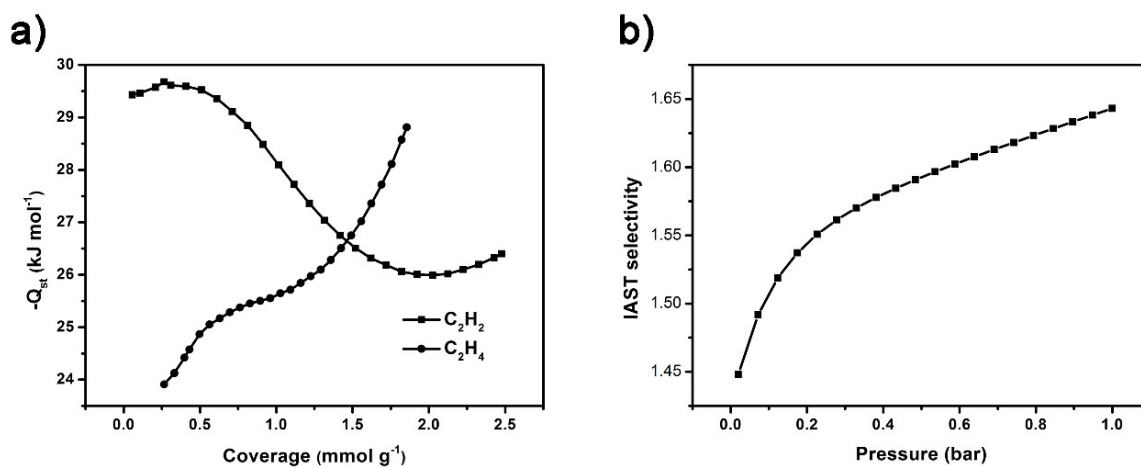 a)
30
29
28
27
26
25
24
-Qst (kJ mol-1)
0.0 0.5 1.0 1.5 2.0 2.5
Coverage (mmol g-1)
C2H2
C2H4
b)
1.65
1.60
1.55
1.50
1.45
IAST selectivity
0.0 0.2 0.4 0.6 0.8 1.0
Pressure (bar)